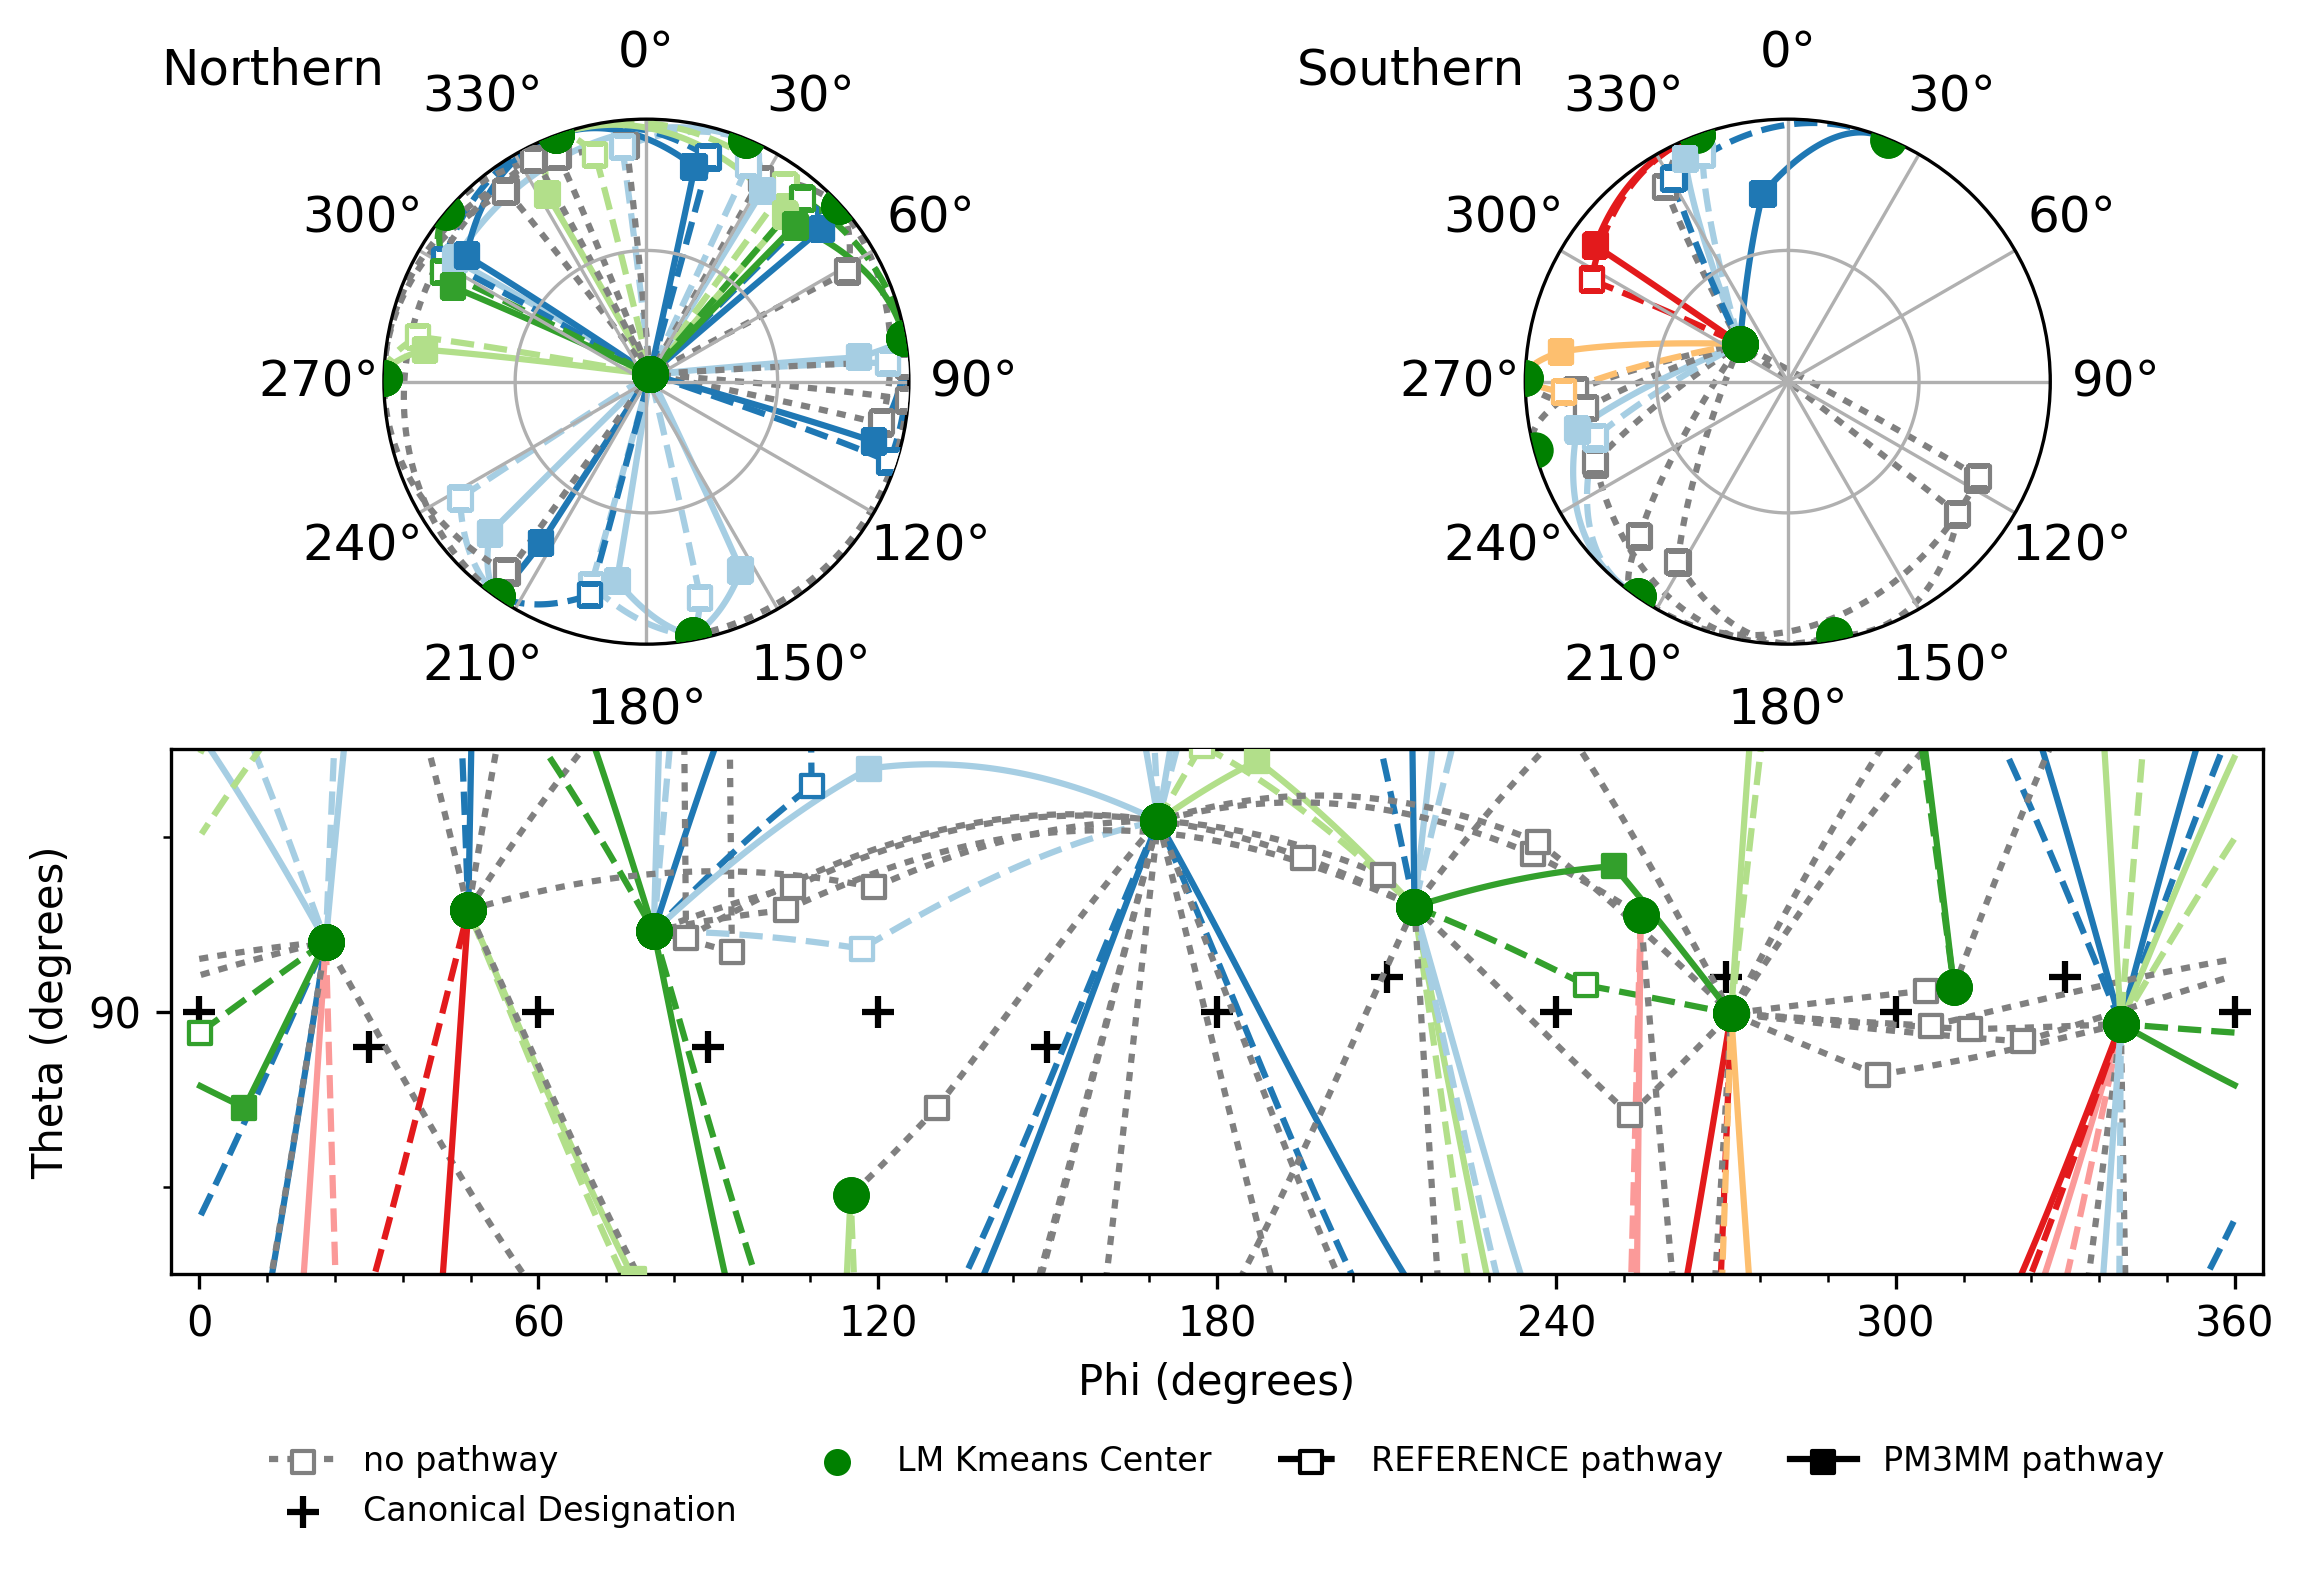 Northern
0°
30°
60°
90°
120°
150°
180°
210°
240°
270°
300°
330°
Southern
0°
30°
60°
90°
120°
150°
180°
210°
240°
270°
300°
330°
Theta (degrees)
90
0 60 120 180 240 300 360
Phi (degrees)
no pathway
Canonical Designation
LM Kmeans Center
REFERENCE pathway
PM3MM pathway